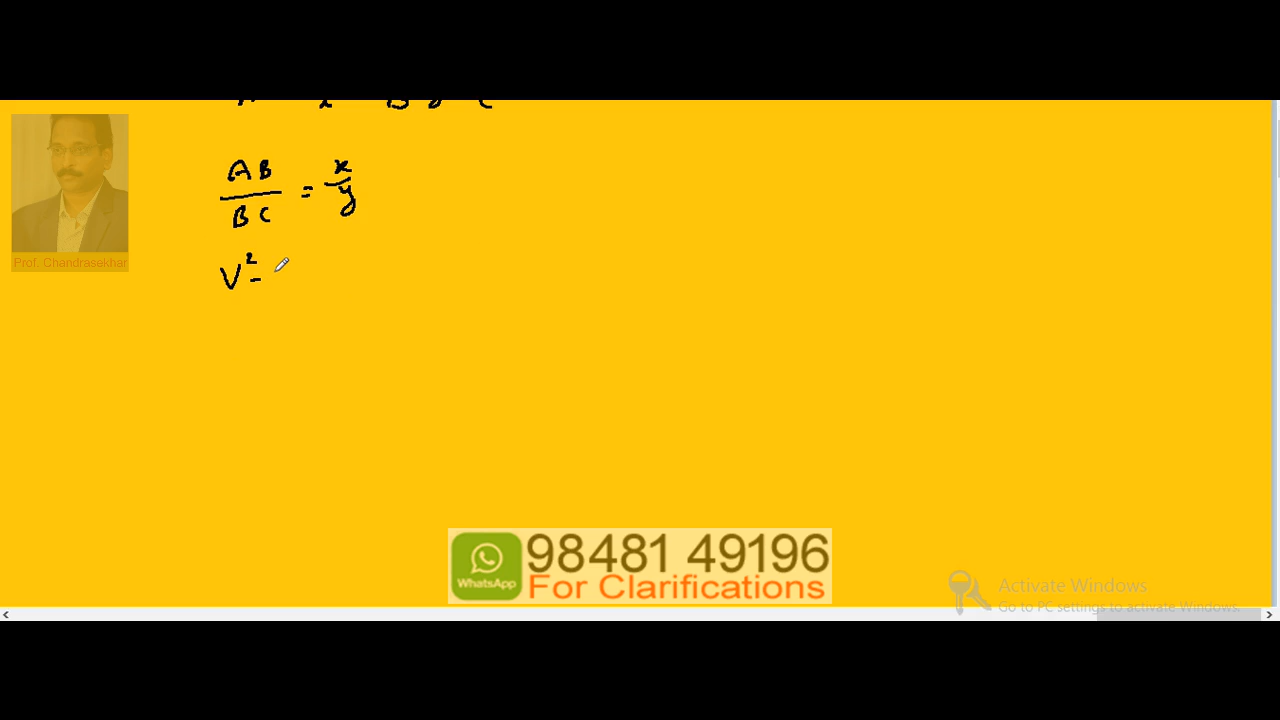 AB/BC = x/y
V² -
Prof. Chandrasekhar
WhatsApp
98481 49196
For Clarifications
Activate Windows
Go to PC settings to activate Windows.